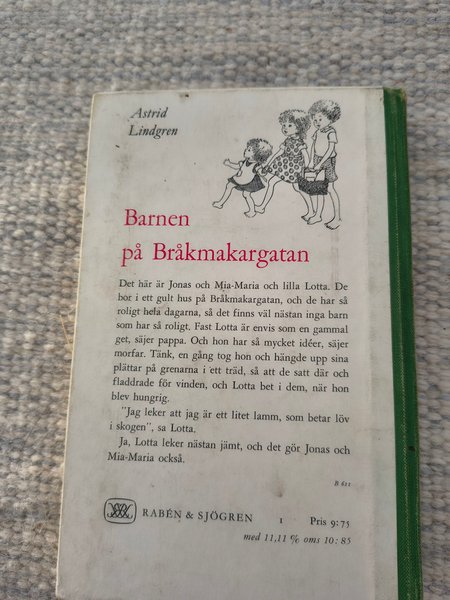 Astrid
Lindgren
Barnen
på Bråkmakargatan
Det här är Jonas och Mia-Maria och lilla Lotta. De
bor i ett gult hus på Bråkmakargatan, och de har så
roligt hela dagarna, så det finns väl nästan inga barn
som har så roligt. Fast Lotta är envis som en gammal
get, säjer pappa. Och hon har så mycket idéer, säjer
morfar. Tänk, en gång tog hon och hängde upp sina
plättar på grenarna i ett träd, så att de satt där och
fladdrade för vinden, och Lotta bet i dem, när hon
blev hungrig.
"Jag leker att jag är ett litet lamm, som betar löv
i skogen", sa Lotta.
Ja, Lotta leker nästan jämt, och det gör Jonas och
Mia-Maria också.
B 611
R&S RABÉN & SJÖGREN 1 Pris 9:75
med 11,11 % oms 10:85